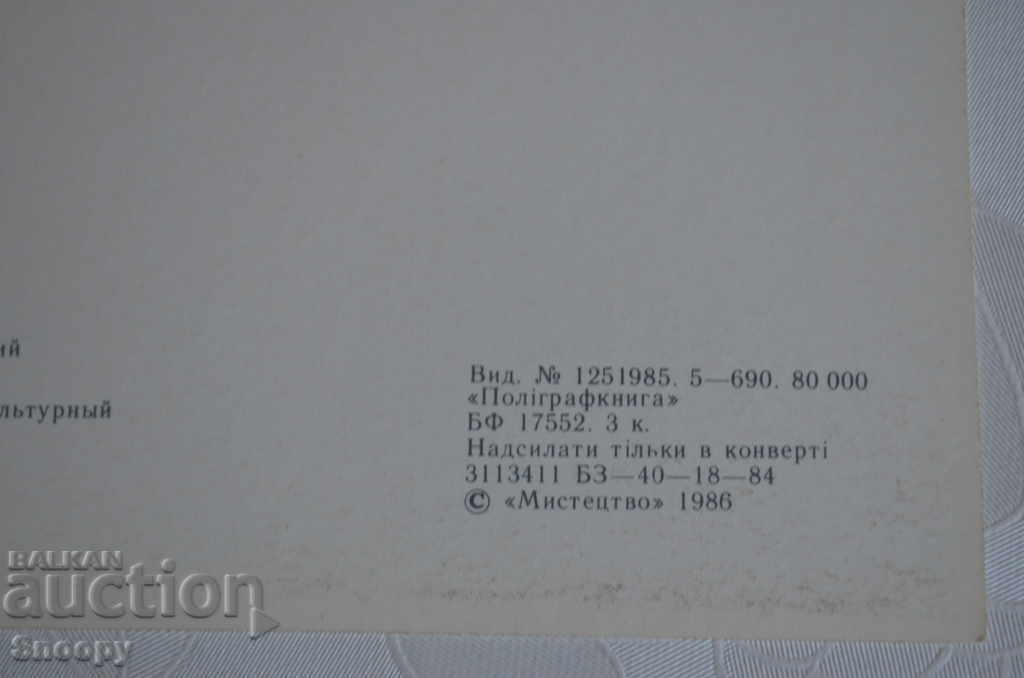 ий
льтурный
Вид. № 1251985. 5—690. 80 000
«Поліграфкнига»
БФ 17552. 3 к.
Надсилати тільки в конверті
3113411 БЗ—40—18—84
© «Мистецтво» 1986
BALKAN
auction
Snoopy